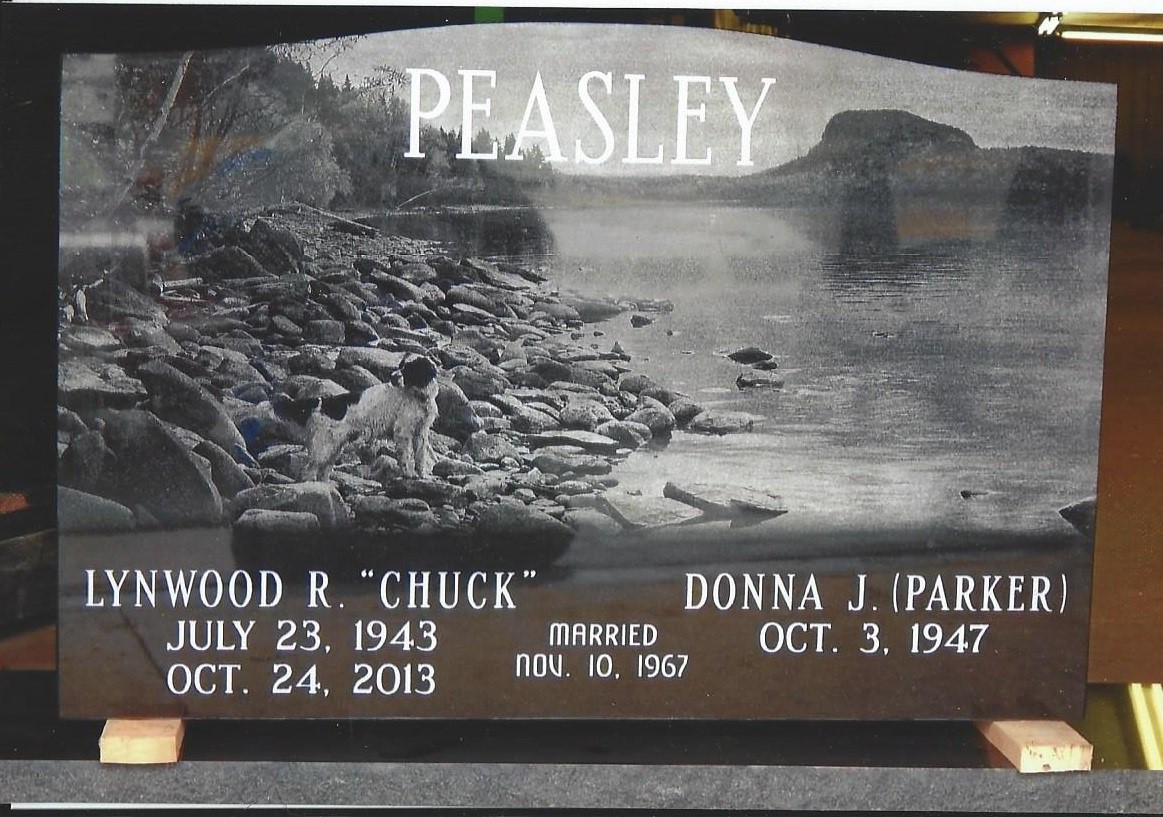 PEASLEY
LYNWOOD R. "CHUCK"
JULY 23, 1943
OCT. 24, 2013
MARRIED
NOV. 10, 1967
DONNA J. (PARKER)
OCT. 3, 1947